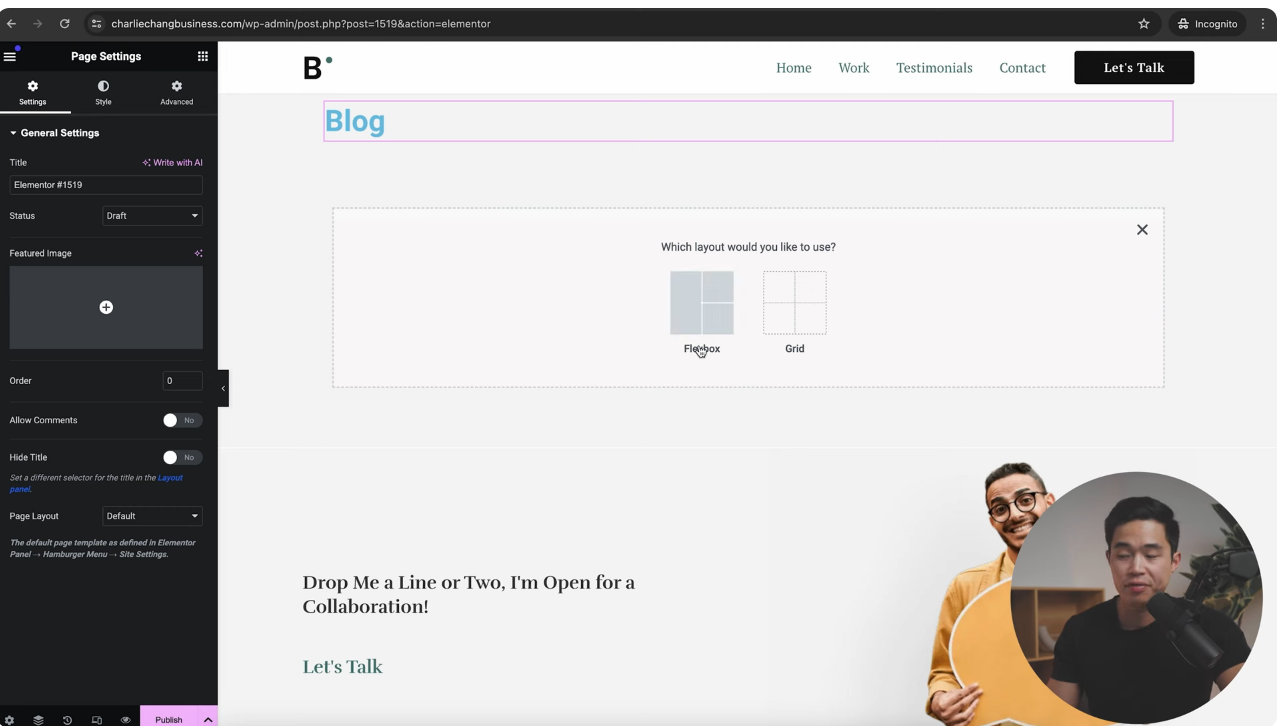 charliechangbusiness.com/wp-admin/post.php?post=1519&action=elementor
Incognito
Page Settings
Settings
Style
Advanced
General Settings
Title
Write with AI
Elementor #1519
Status
Draft
Featured Image
Order
0
Allow Comments
No
Hide Title
No
Set a different selector for the title in the Layout
panel.
Page Layout
Default
The default page template as defined in Elementor
Panel → Hamburger Menu → Site Settings.
Publish
B
Home
Work
Testimonials
Contact
Let's Talk
Blog
Which layout would you like to use?
Flexbox
Grid
Drop Me a Line or Two, I'm Open for a
Collaboration!
Let's Talk